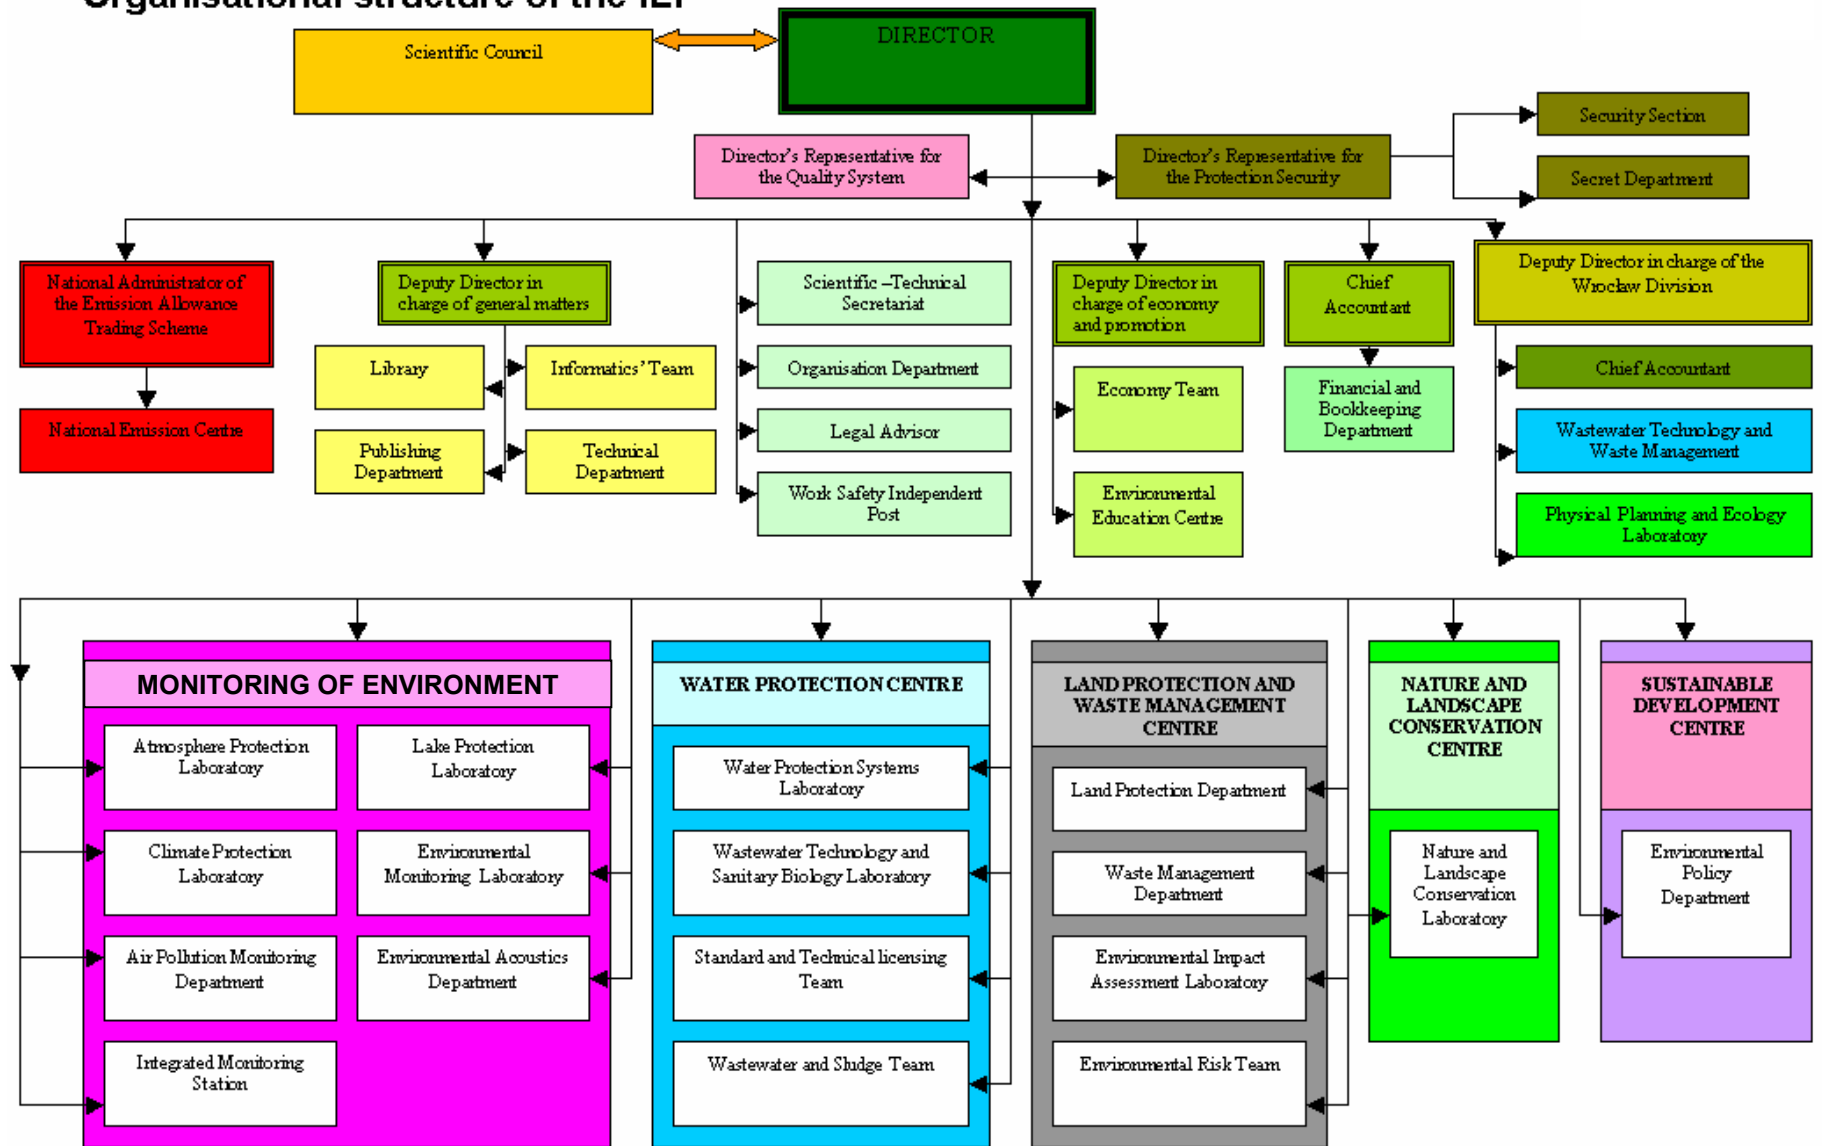 Organisational structure of the IEP
Scientific Council
DIRECTOR
Security Section
Director's Representative for
the Quality System
Director's Representative for
the Protection Security
Secret Department
National Administrator of
the Emission Allowance
Trading Scheme
National Emission Centre
Deputy Director in
charge of general matters
Library
Informatics' Team
Publishing
Department
Technical
Department
Scientific –Technical
Secretariat
Organisation Department
Legal Advisor
Work Safety Independent
Post
Deputy Director in
charge of economy
and promotion
Economy Team
Environmental
Education Centre
Chief
Accountant
Financial and
Bookkeeping
Department
Deputy Director in charge of the
Wrocław Division
Chief Accountant
Wastewater Technology and
Waste Management
Physical Planning and Ecology
Laboratory
MONITORING OF ENVIRONMENT
Atmosphere Protection
Laboratory
Lake Protection
Laboratory
Climate Protection
Laboratory
Environmental
Monitoring Laboratory
Air Pollution Monitoring
Department
Environmental Acoustics
Department
Integrated Monitoring
Station
WATER PROTECTION CENTRE
Water Protection Systems
Laboratory
Wastewater Technology and
Sanitary Biology Laboratory
Standard and Technical licensing
Team
Wastewater and Sludge Team
LAND PROTECTION AND
WASTE MANAGEMENT
CENTRE
Land Protection Department
Waste Management
Department
Environmental Impact
Assessment Laboratory
Environmental Risk Team
NATURE AND
LANDSCAPE
CONSERVATION
CENTRE
Nature and
Landscape
Conservation
Laboratory
SUSTAINABLE
DEVELOPMENT
CENTRE
Environmental
Policy
Department